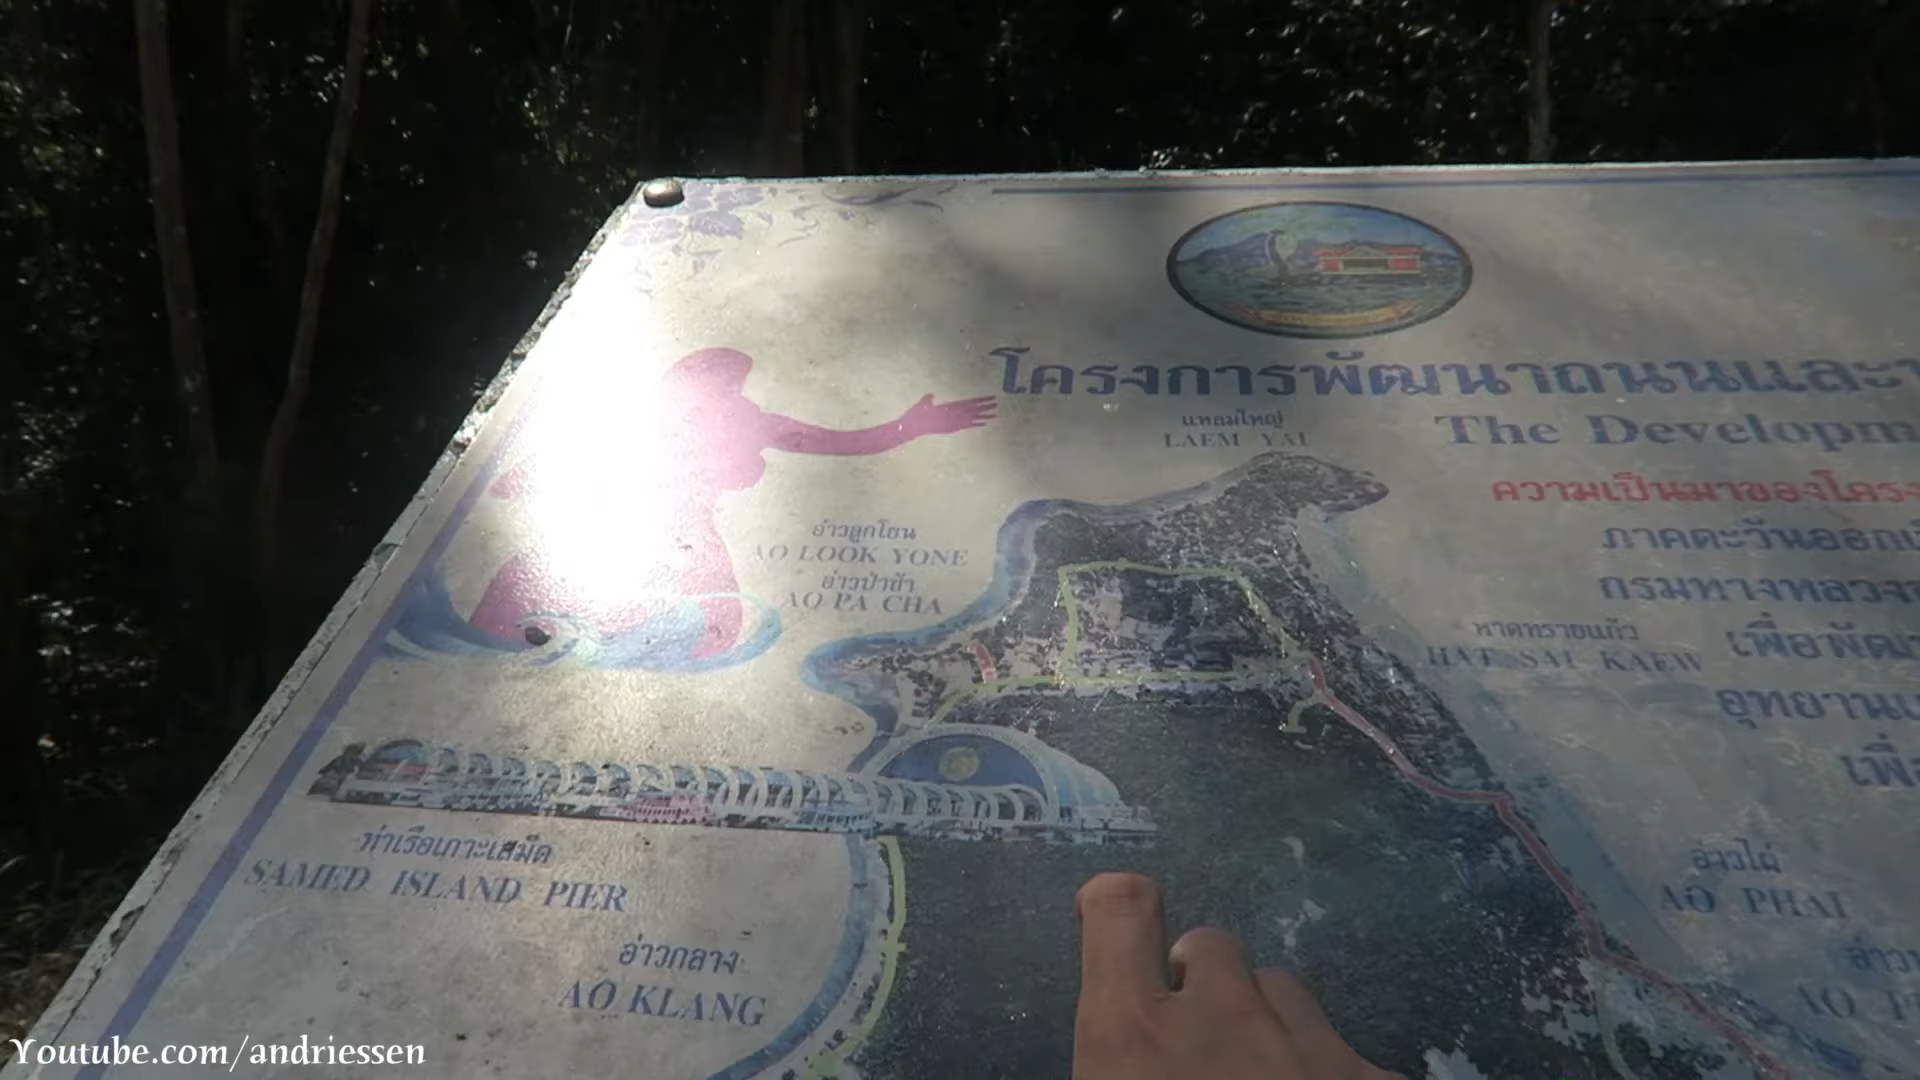 โครงการพัฒนาถนนและ
แหลมใหญ่
LAEM YAI
The Developm
ความเป็นมาของโครง
อ่าวลูกโยน
AO LOOK YONE
ภาคตะวันออกเ
อ่าวป่าช้า
AO PA CHA
กรมทางหลวงช
หาดทรายแก้ว
HAT SAI KAEW
เพื่อพัฒ
อุทยานแ
เพื่
ท่าเรือเกาะเสม็ด
SAMED ISLAND PIER
อ่าวไผ่
AO PHAI
อ่าวกลาง
AO KLANG
อ่าว
AO P
Youtube.com/andriessen